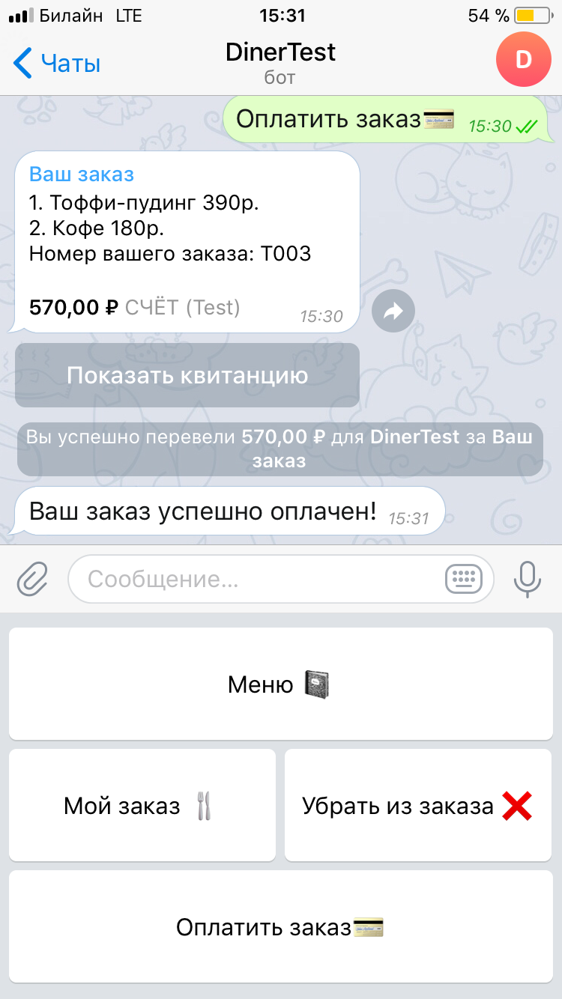 Билайн LTE 15:31 54 %
Чаты
DinerTest
бот
D
Оплатить заказ 15:30
Ваш заказ
1. Тоффи-пудинг 390р.
2. Кофе 180р.
Номер вашего заказа: T003
570,00 ₽ СЧЁТ (Test) 15:30
Показать квитанцию
Вы успешно перевели 570,00 ₽ для DinerTest за Ваш
заказ
Ваш заказ успешно оплачен! 15:31
Сообщение...
Меню
Мой заказ
Убрать из заказа
Оплатить заказ